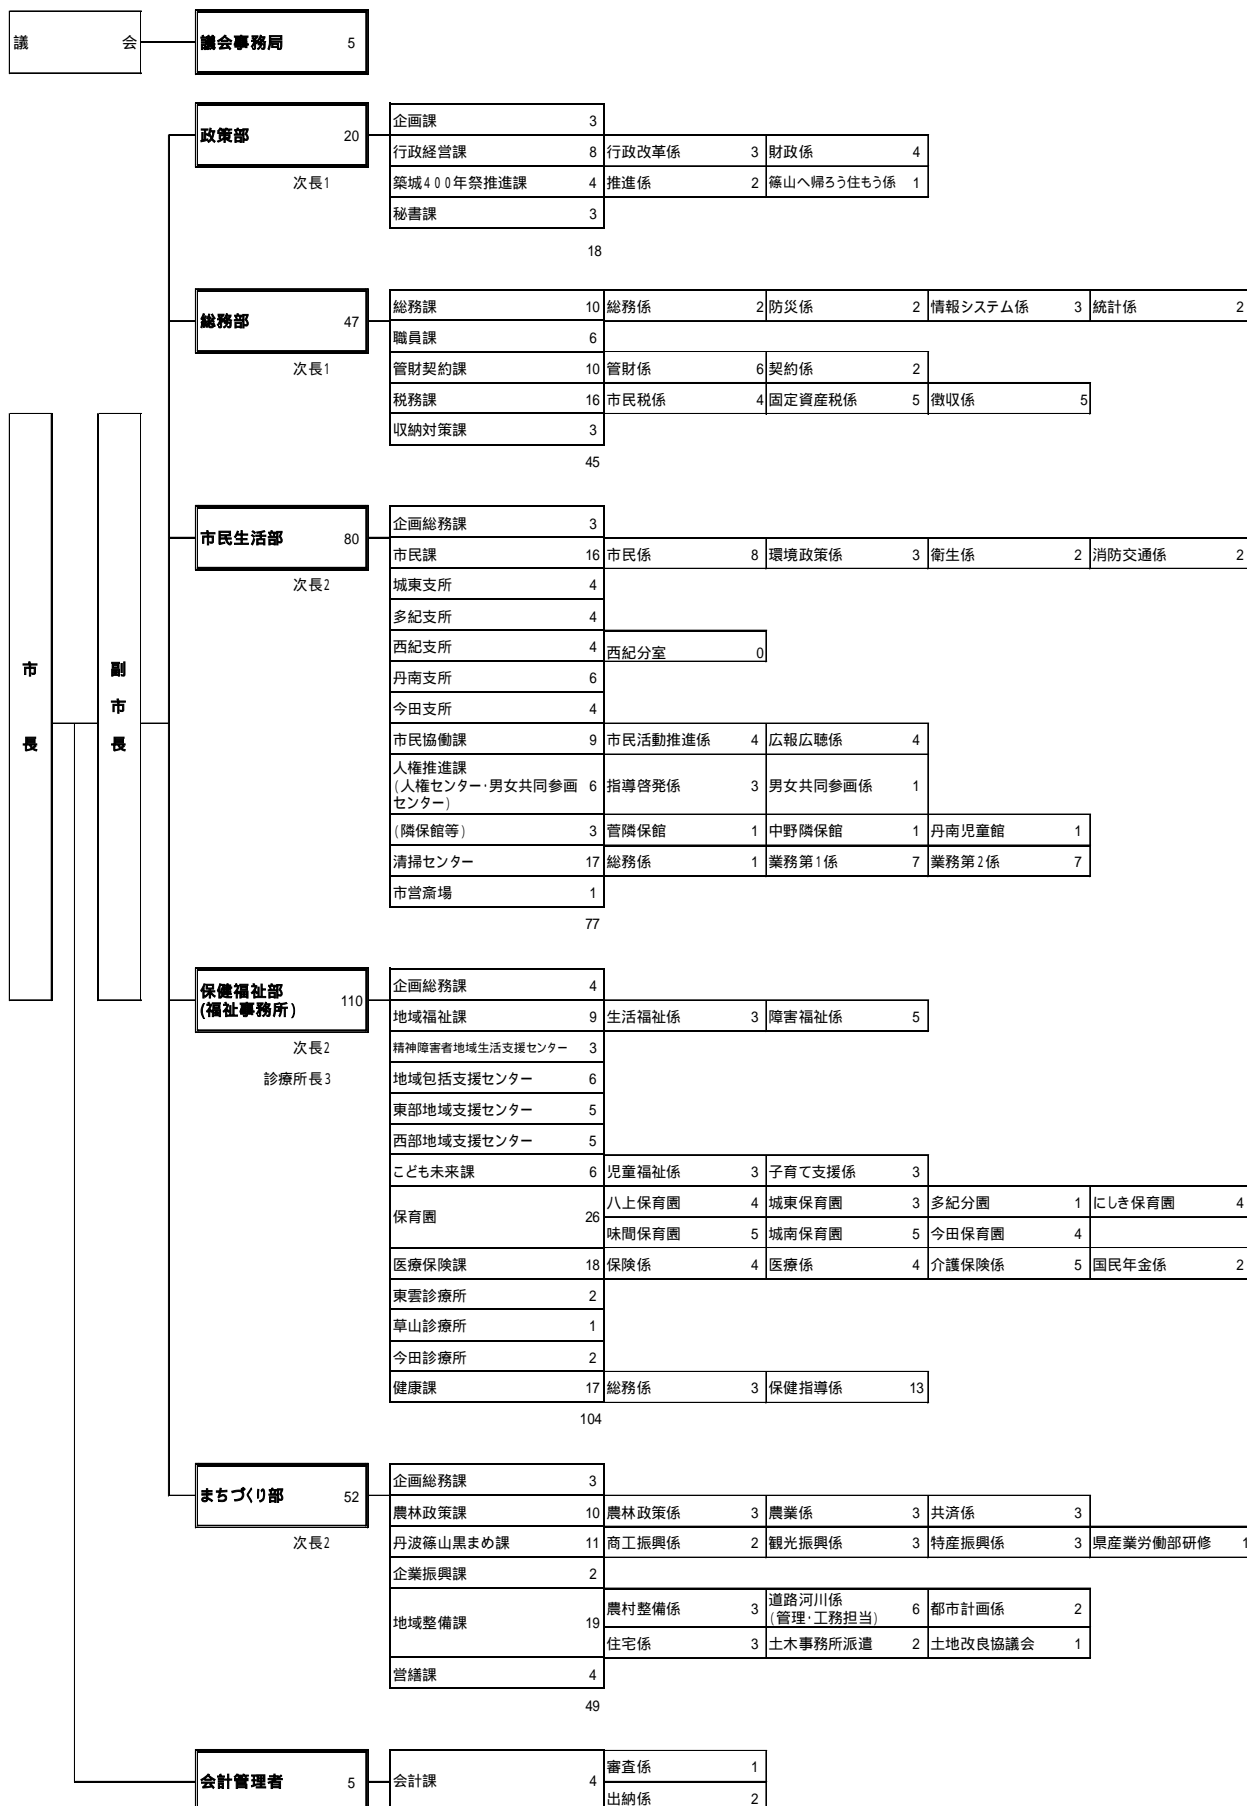 議 会 議会事務局 5
政策部 20
次長1
企画課 3
行政経営課 8 行政改革係 3 財政係 4
築城400年祭推進課 4 推進係 2 篠山へ帰ろう住もう係 1
秘書課 3
18
総務部 47
次長1
総務課 10 総務係 2 防災係 2 情報システム係 3 統計係 2
職員課 6
管財契約課 10 管財係 6 契約係 2
税務課 16 市民税係 4 固定資産税係 5 徴収係 5
収納対策課 3
45
市長
副市長
市民生活部 80
次長2
企画総務課 3
市民課 16 市民係 8 環境政策係 3 衛生係 2 消防交通係 2
城東支所 4
多紀支所 4
西紀支所 4 西紀分室 0
丹南支所 6
今田支所 4
市民協働課 9 市民活動推進係 4 広報広聴係 4
人権推進課
(人権センター・男女共同参画 6 指導啓発係 3 男女共同参画係 1
センター)
(隣保館等) 3 菅隣保館 1 中野隣保館 1 丹南児童館 1
清掃センター 17 総務係 1 業務第1係 7 業務第2係 7
市営斎場 1
77
保健福祉部
(福祉事務所) 110
次長2
診療所長3
企画総務課 4
地域福祉課 9 生活福祉係 3 障害福祉係 5
精神障害者地域生活支援センター 3
地域包括支援センター 6
東部地域支援センター 5
西部地域支援センター 5
こども未来課 6 児童福祉係 3 子育て支援係 3
保育園 26
八上保育園 4 城東保育園 3 多紀分園 1 にしき保育園 4
味間保育園 5 城南保育園 5 今田保育園 4
医療保険課 18 保険係 4 医療係 4 介護保険係 5 国民年金係 2
東雲診療所 2
草山診療所 1
今田診療所 2
健康課 17 総務係 3 保健指導係 13
104
まちづくり部 52
次長2
企画総務課 3
農林政策課 10 農林政策係 3 農業係 3 共済係 3
丹波篠山黒まめ課 11 商工振興係 2 観光振興係 3 特産振興係 3 県産業労働部研修 1
企業振興課 2
地域整備課 19
農村整備係 3 道路河川係 6 都市計画係 2
(管理・工務担当)
住宅係 3 土木事務所派遣 2 土地改良協議会 1
営繕課 4
49
会計管理者 5 会計課 4
審査係 1
出納係 2